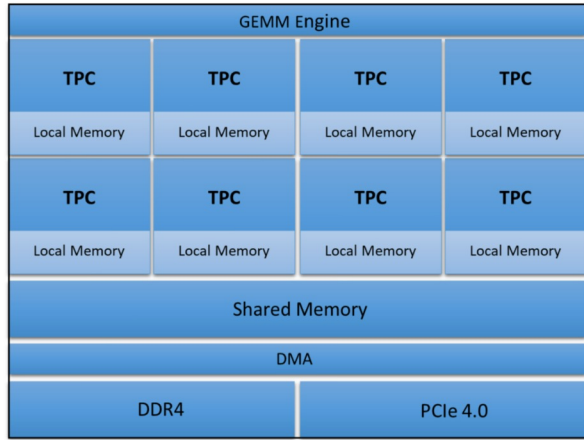 GEMM Engine
TPC TPC TPC TPC
Local Memory Local Memory Local Memory Local Memory
TPC TPC TPC TPC
Local Memory Local Memory Local Memory Local Memory
Shared Memory
DMA
DDR4 PCIe 4.0